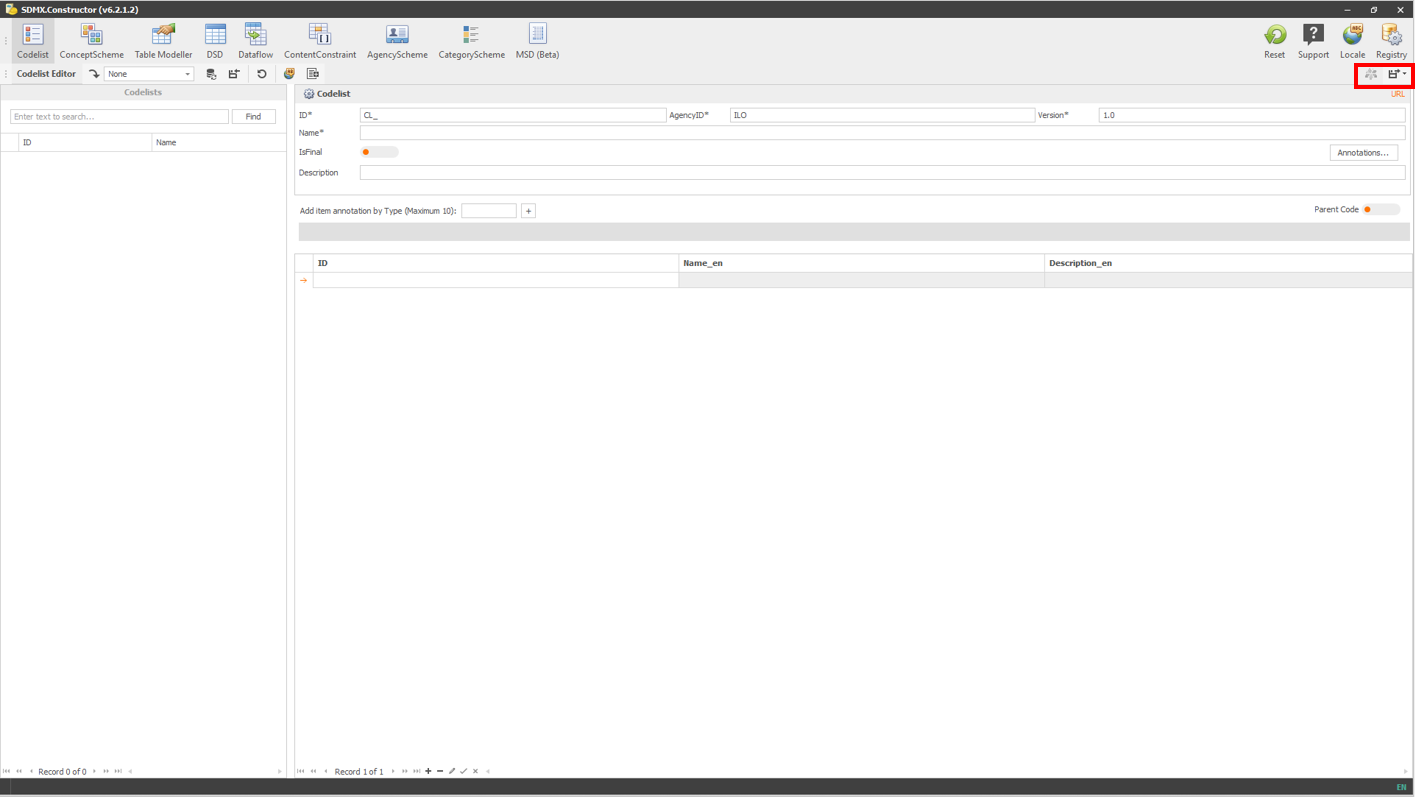 SDMX.Constructor (v6.2.1.2)
Codelist ConceptScheme Table Modeller DSD Dataflow ContentConstraint AgencyScheme CategoryScheme MSD (Beta) Reset Support Locale Registry
Codelist Editor None
Codelists
Codelist
URL
Enter text to search... Find
ID Name
ID* CL_ AgencyID* ILO Version* 1.0
Name*
IsFinal Annotations...
Description
Add item annotation by Type (Maximum 10): + Parent Code
ID Name_en Description_en
Record 0 of 0
Record 1 of 1
EN